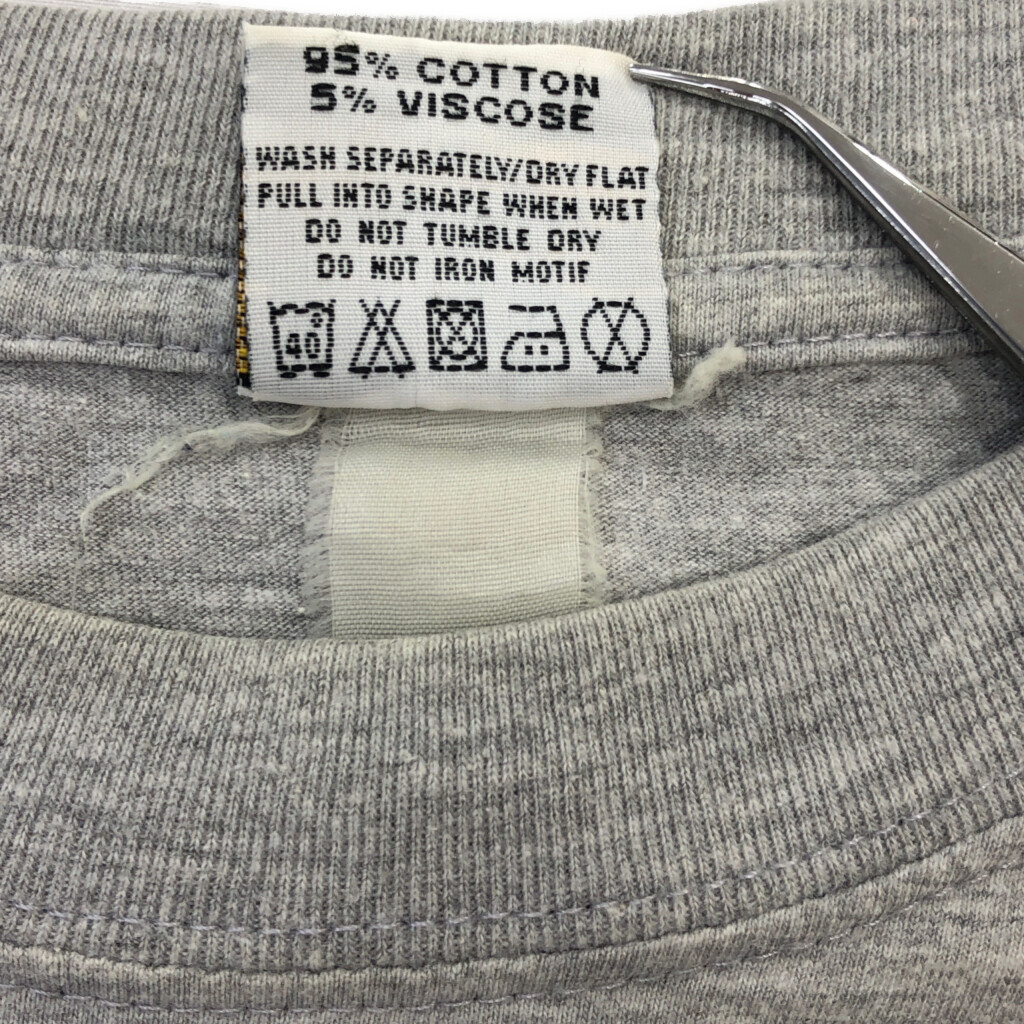 95% COTTON
5% VISCOSE
WASH SEPARATELY/DRY FLAT
PULL INTO SHAPE WHEN WET
DO NOT TUMBLE DRY
DO NOT IRON MOTIF
40°